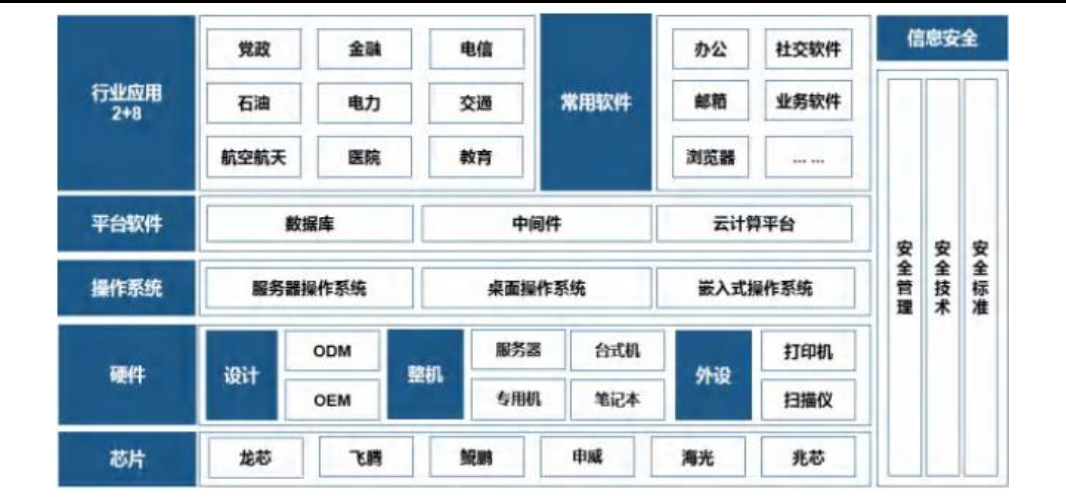 行业应用
2+8
党政
金融
电信
石油
电力
交通
航空航天
医院
教育
常用软件
办公
社交软件
邮箱
业务软件
浏览器
... ...
平台软件
数据库
中间件
云计算平台
操作系统
服务器操作系统
桌面操作系统
嵌入式操作系统
硬件
设计
ODM
OEM
整机
服务器
台式机
专用机
笔记本
外设
打印机
扫描仪
芯片
龙芯
飞腾
鲲鹏
申威
海光
兆芯
信息安全
安全管理
安全技术
安全标准